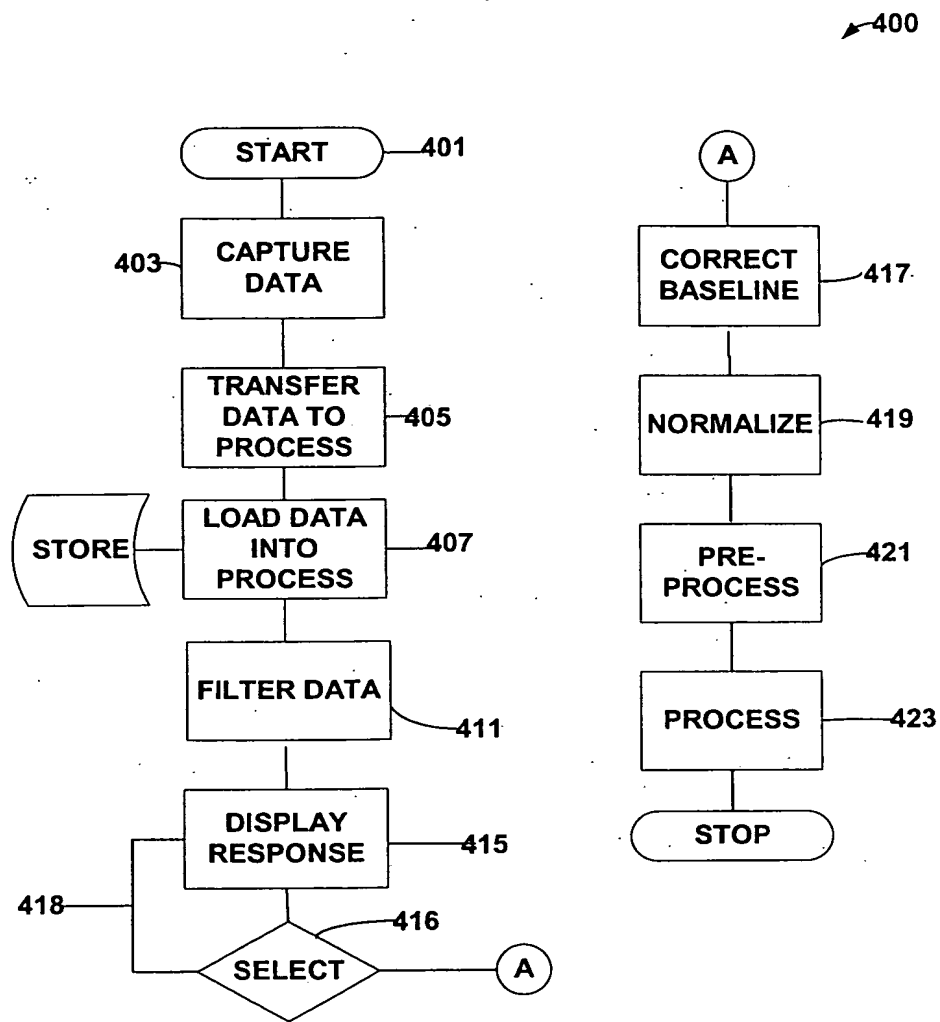 400
START
401
CAPTURE
DATA
403
TRANSFER
DATA TO
PROCESS
405
STORE
LOAD DATA
INTO
PROCESS
407
FILTER DATA
411
DISPLAY
RESPONSE
415
418
416
SELECT
A
A
CORRECT
BASELINE
417
NORMALIZE
419
PRE-
PROCESS
421
PROCESS
423
STOP